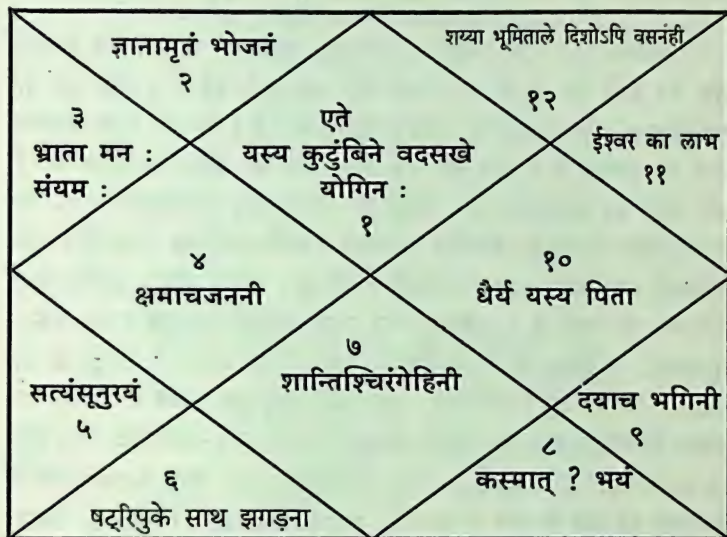 ज्ञानामृतं भोजनं
२
शय्या भूमिताले दिशोऽपि वसनंही
१२
३
भ्राता मन :
संयम :
एते
यस्य कुटुंबिने वदसखे
योगिन :
१
ईश्वर का लाभ
११
४
क्षमाचजननी
१०
धैर्य यस्य पिता
७
शान्तिश्चिरंगेहिनी
सत्यंसूनुरयं
५
दयाच भगिनी
९
८
कस्मात् ? भयं
६
षट्रिपुके साथ झगड़ना